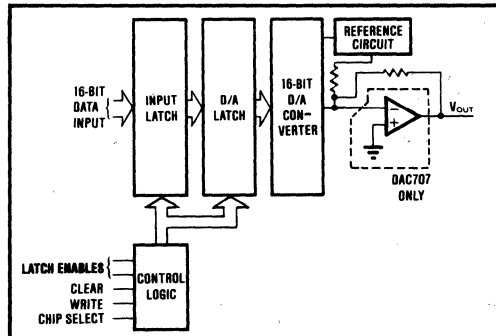 REFERENCE
CIRCUIT
16-BIT
DATA
INPUT
INPUT
LATCH
D/A
LATCH
16-BIT
D/A
CON-
VERTER
−
+
VOUT
DAC707
ONLY
LATCH ENABLES
CLEAR
WRITE
CHIP SELECT
CONTROL
LOGIC